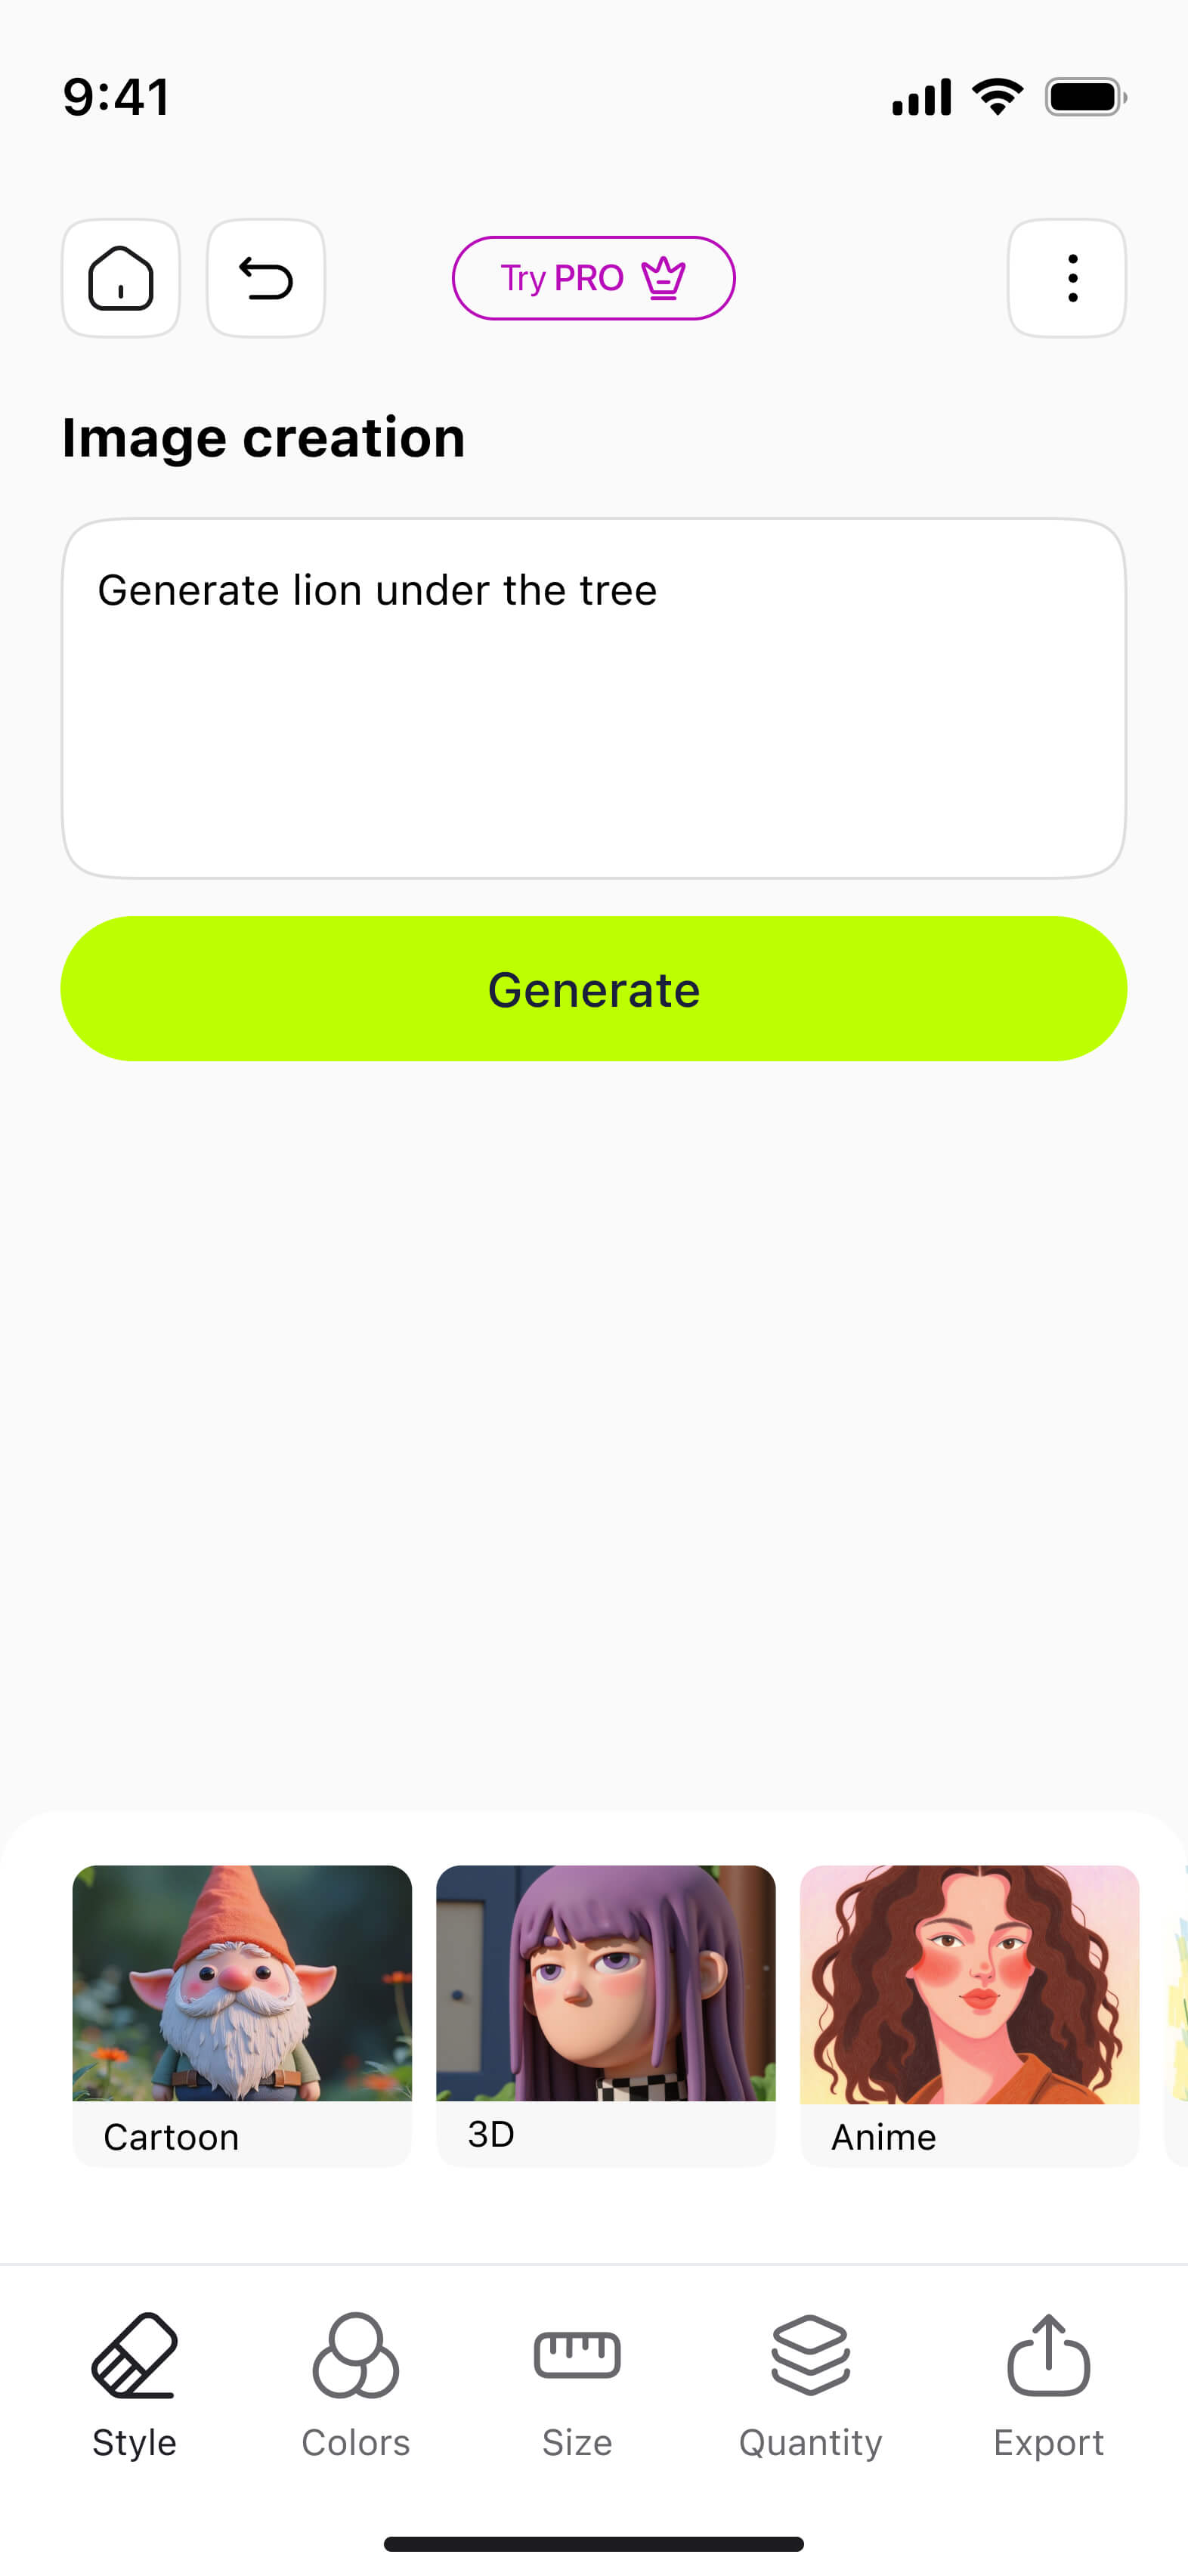 9:41
Try PRO
Image creation
Generate lion under the tree
Generate
Cartoon
3D
Anime
Style
Colors
Size
Quantity
Export